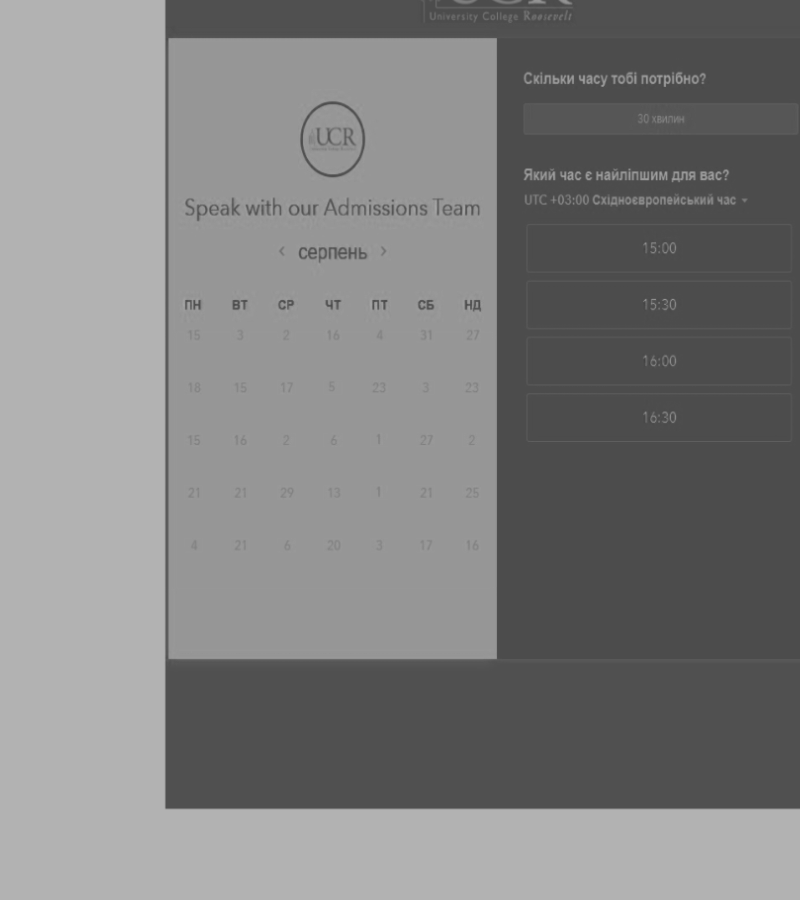 University College Roosevelt
UCR
Speak with our Admissions Team
серпень
ПН ВТ СР ЧТ ПТ СБ НД
15 3 2 16 4 31 27
18 15 17 5 23 3 23
15 16 2 6 1 27 2
21 21 29 13 1 21 25
4 21 6 20 3 17 16
Скільки часу тобі потрібно?
30 хвилин
Який час є найліпшим для вас?
UTC +03:00 Східноєвропейський час
15:00
15:30
16:00
16:30